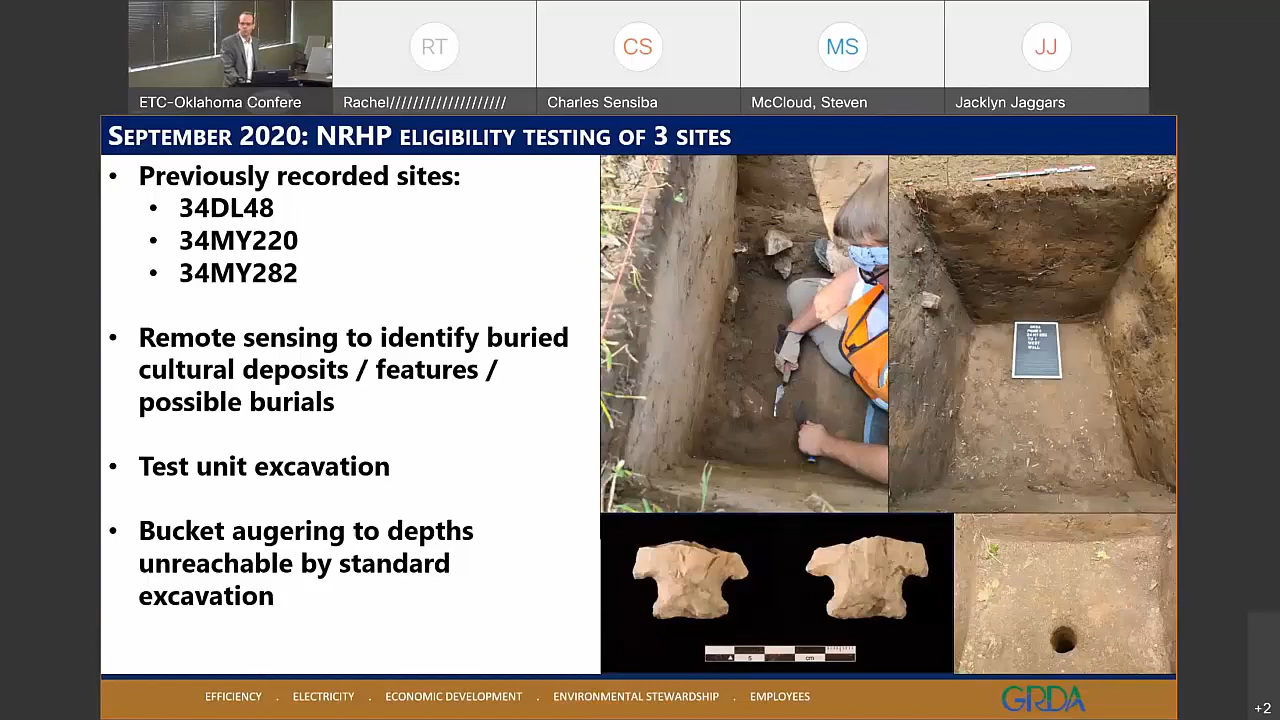 RT
CS
MS
JJ
ETC-Oklahoma Confere
Rachel////////////////////
Charles Sensiba
McCloud, Steven
Jacklyn Jaggars
September 2020: NRHP eligibility testing of 3 sites
• Previously recorded sites:
• 34DL48
• 34MY220
• 34MY282
• Remote sensing to identify buried
cultural deposits / features /
possible burials
• Test unit excavation
• Bucket augering to depths
unreachable by standard
excavation
5
cm
EFFICIENCY . ELECTRICITY . ECONOMIC DEVELOPMENT . ENVIRONMENTAL STEWARDSHIP . EMPLOYEES
GRDA
+2